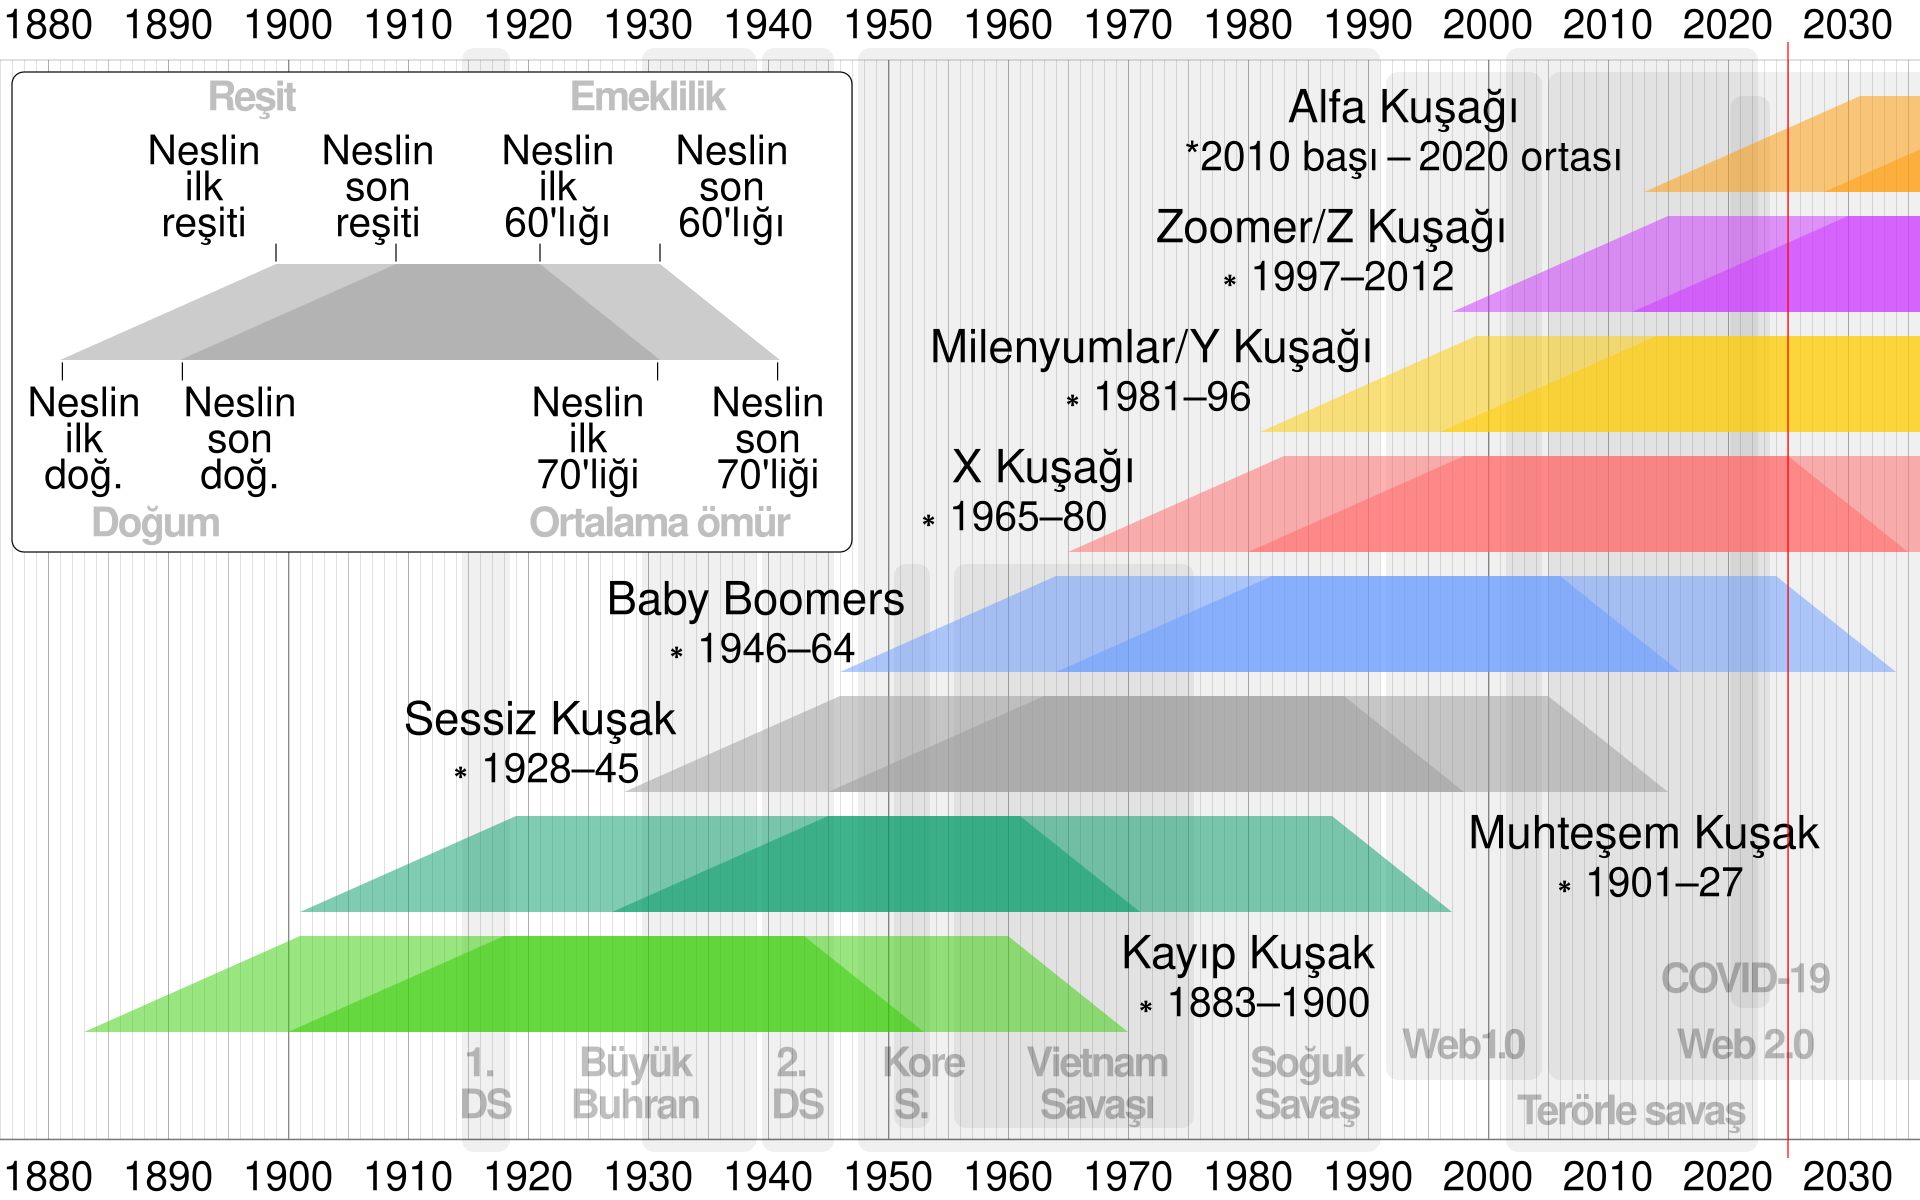 1880 1890 1900 1910 1920 1930 1940 1950 1960 1970 1980 1990 2000 2010 2020 2030
Reşit
Emeklilik
Neslin
ilk
reşiti
Neslin
son
reşiti
Neslin
ilk
60'lığı
Neslin
son
60'lığı
Neslin
ilk
doğ.
Neslin
son
doğ.
Neslin
ilk
70'liği
Neslin
son
70'liği
Doğum
Ortalama ömür
Alfa Kuşağı
*2010 başı – 2020 ortası
Zoomer/Z Kuşağı
* 1997–2012
Milenyumlar/Y Kuşağı
* 1981–96
X Kuşağı
* 1965–80
Baby Boomers
* 1946–64
Sessiz Kuşak
* 1928–45
Muhteşem Kuşak
* 1901–27
Kayıp Kuşak
* 1883–1900
COVID-19
Web1.0
Web 2.0
1.
DS
Büyük
Buhran
2.
DS
Kore
S.
Vietnam
Savaşı
Soğuk
Savaş
Terörle savaş
1880 1890 1900 1910 1920 1930 1940 1950 1960 1970 1980 1990 2000 2010 2020 2030